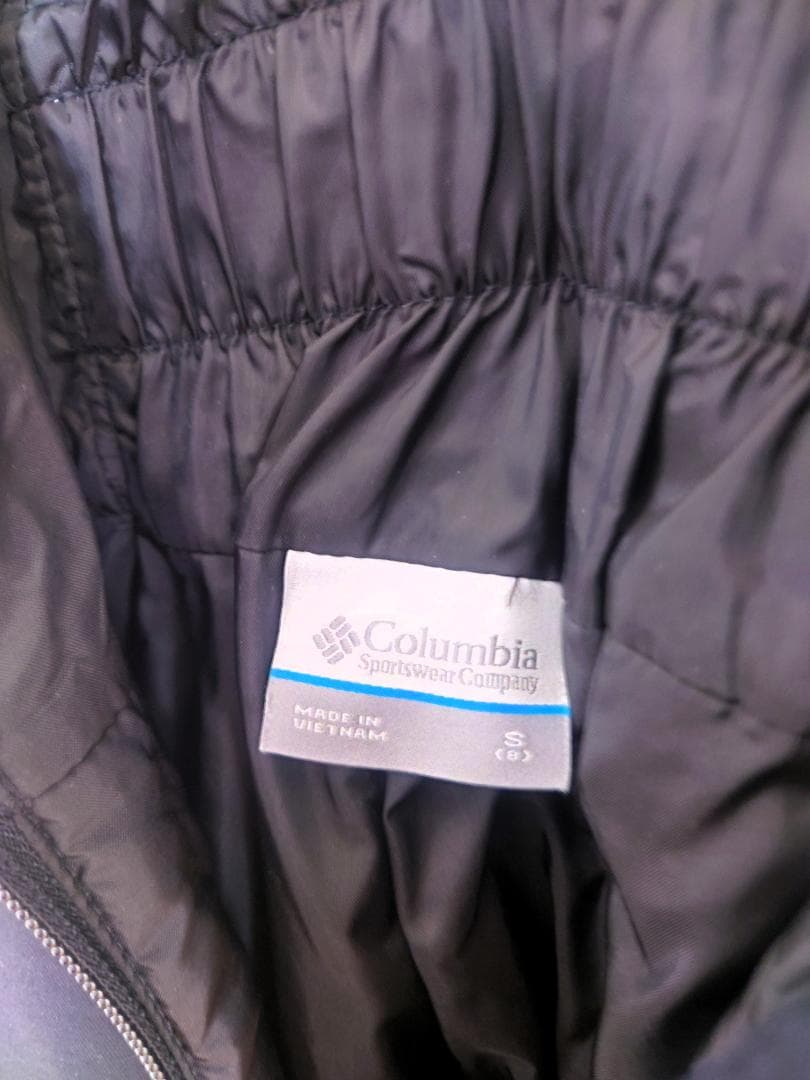 Columbia
Sportswear Company
MADE IN
VIETNAM
S
(8)